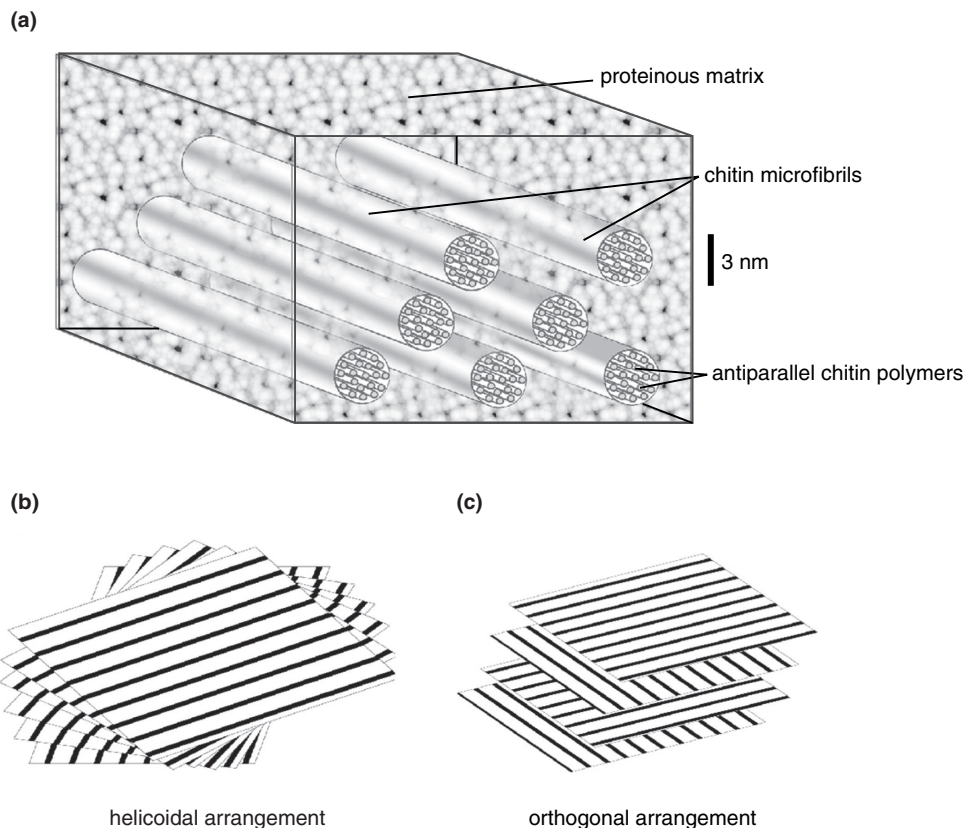 (a)
proteinous matrix
chitin microfibrils
3 nm
antiparallel chitin polymers
(b)
(c)
helicoidal arrangement
orthogonal arrangement